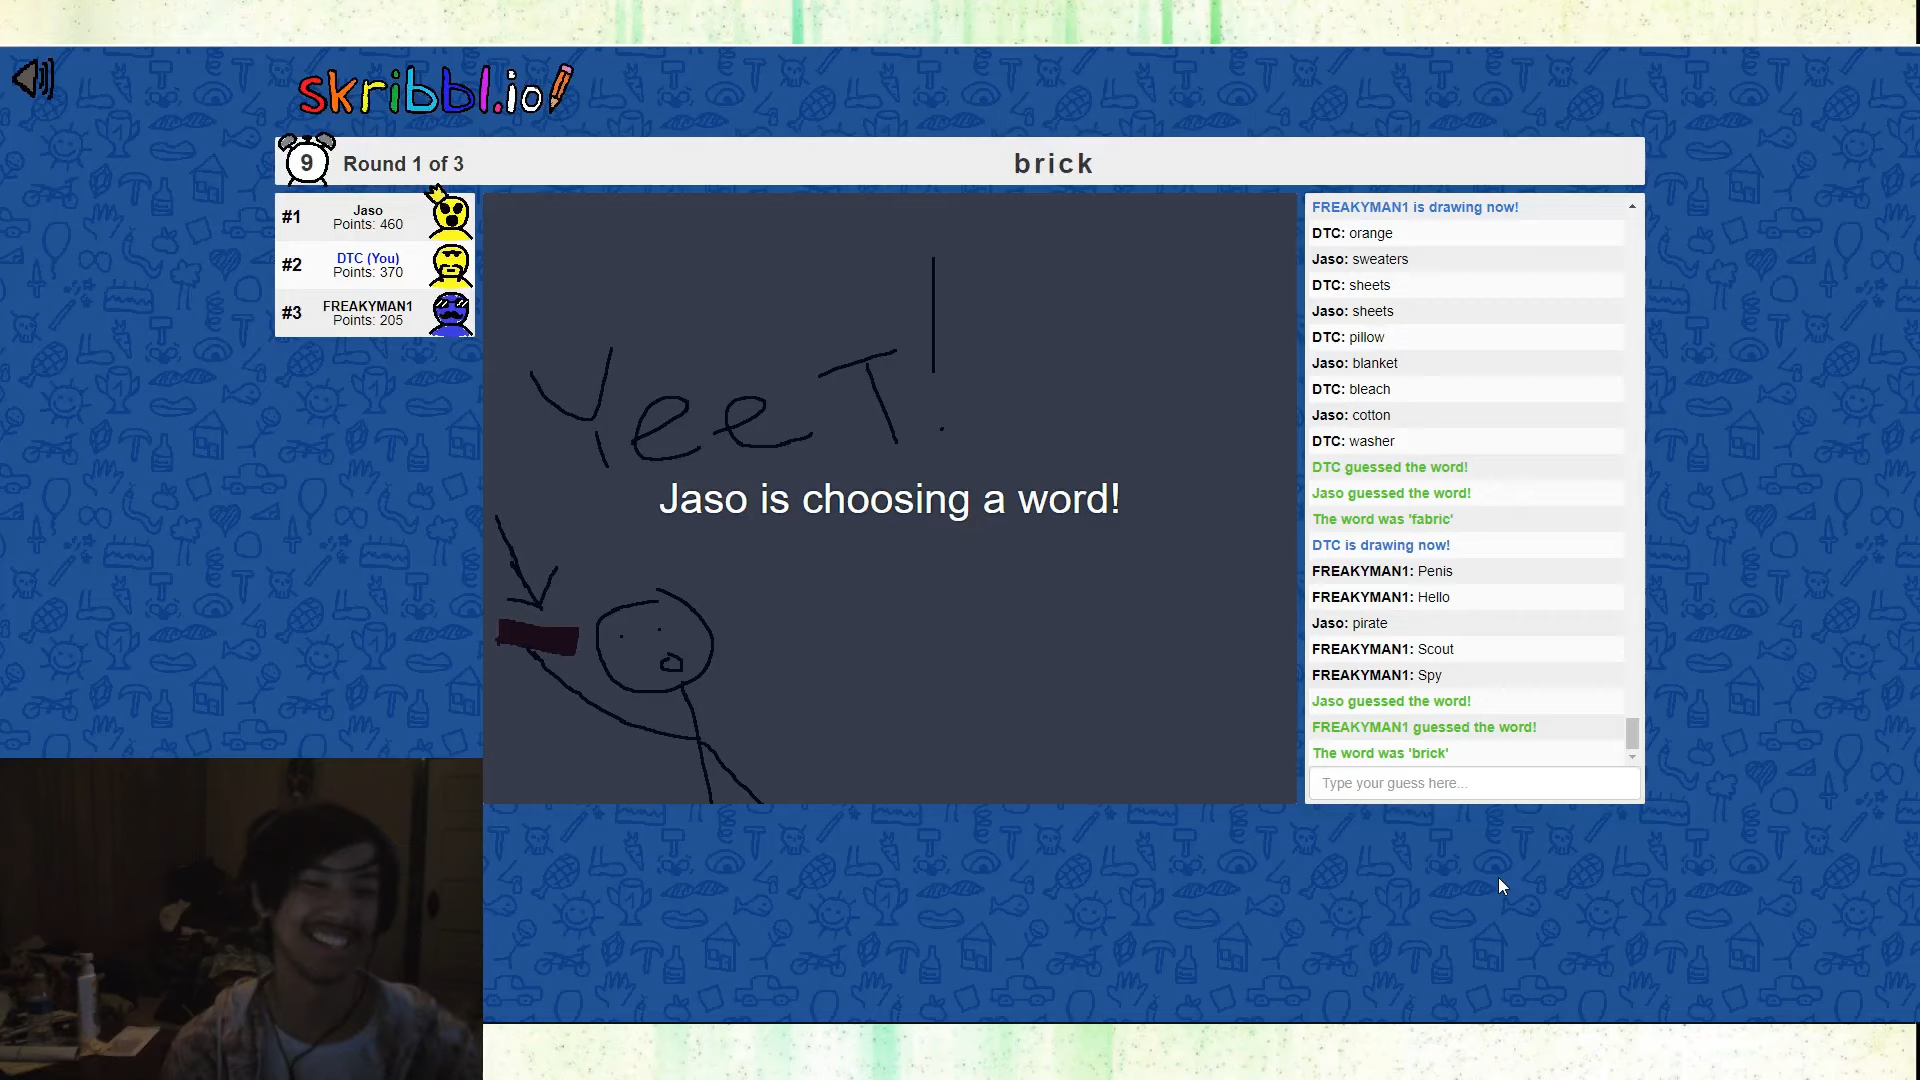 skribbl.io
9
Round 1 of 3
brick
#1
Jaso
Points: 460
#2
DTC (You)
Points: 370
#3
FREAKYMAN1
Points: 205
YeeT!
Jaso is choosing a word!
FREAKYMAN1 is drawing now!
DTC: orange
Jaso: sweaters
DTC: sheets
Jaso: sheets
DTC: pillow
Jaso: blanket
DTC: bleach
Jaso: cotton
DTC: washer
DTC guessed the word!
Jaso guessed the word!
The word was 'fabric'
DTC is drawing now!
FREAKYMAN1: Penis
FREAKYMAN1: Hello
Jaso: pirate
FREAKYMAN1: Scout
FREAKYMAN1: Spy
Jaso guessed the word!
FREAKYMAN1 guessed the word!
The word was 'brick'
Type your guess here...